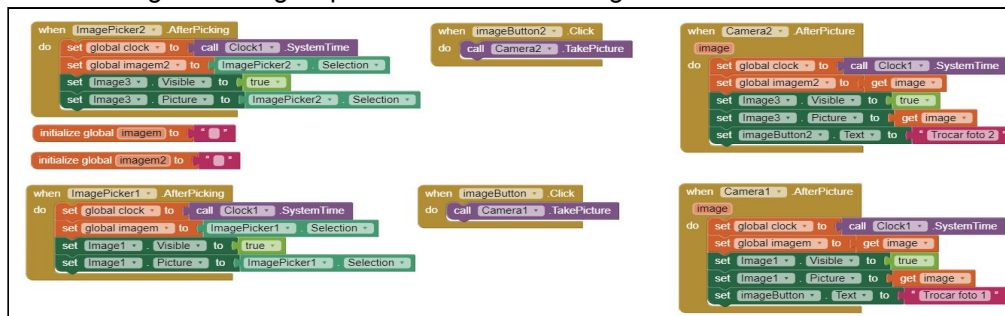 when ImagePicker2 .AfterPicking
do set global clock to call Clock1 .SystemTime
set global imagem2 to ImagePicker2 . Selection
set Image3 . Visible to true
set Image3 . Picture to ImagePicker2 . Selection
initialize global imagem to " "
initialize global imagem2 to " "
when imageButton2 .Click
do call Camera2 .TakePicture
when Camera2 .AfterPicture
image
do set global clock to call Clock1 .SystemTime
set global imagem2 to get image
set Image3 . Visible to true
set Image3 . Picture to get image
set imageButton2 . Text to " Trocar foto 2 "
when ImagePicker1 .AfterPicking
do set global clock to call Clock1 .SystemTime
set global imagem to ImagePicker1 . Selection
set Image1 . Visible to true
set Image1 . Picture to ImagePicker1 . Selection
when imageButton .Click
do call Camera1 .TakePicture
when Camera1 .AfterPicture
image
do set global clock to call Clock1 .SystemTime
set global imagem to get image
set Image1 . Visible to true
set Image1 . Picture to get image
set imageButton . Text to " Trocar foto 1 "